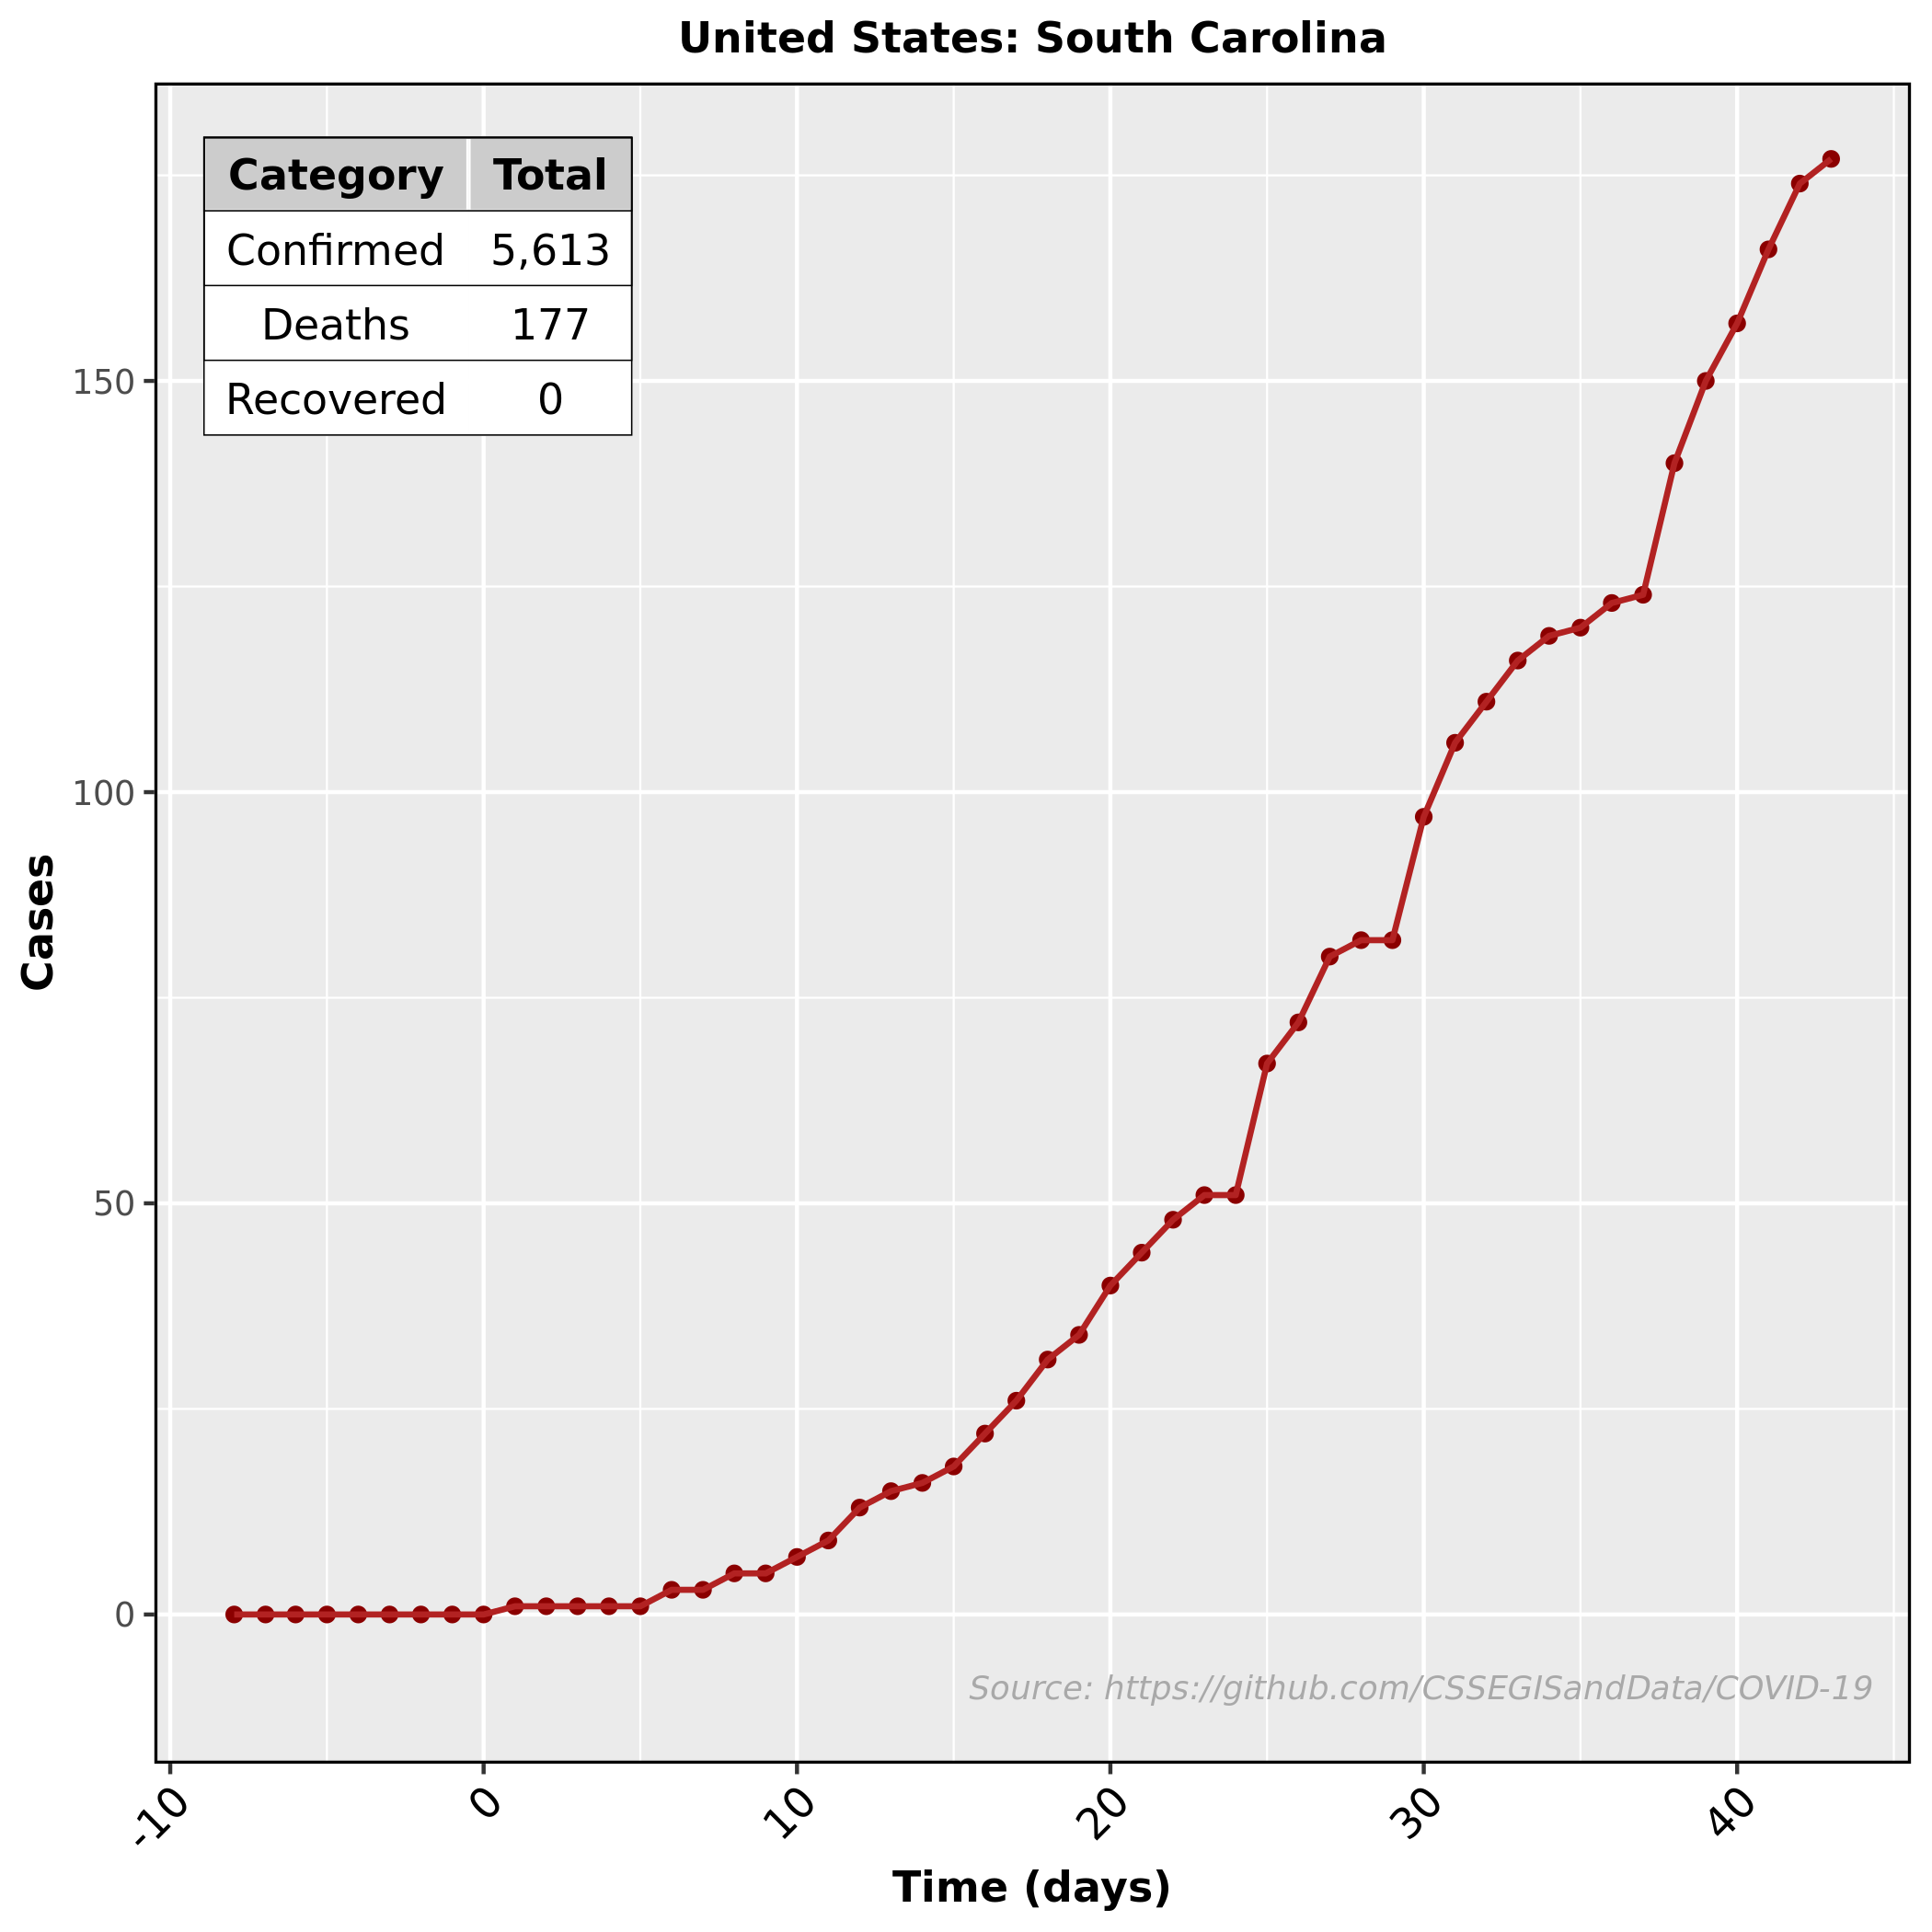 United States: South Carolina
Category Total
Confirmed 5,613
Deaths 177
Recovered 0
150
100
50
0
Cases
Source: https://github.com/CSSEGISandData/COVID-19
-10 0 10 20 30 40
Time (days)